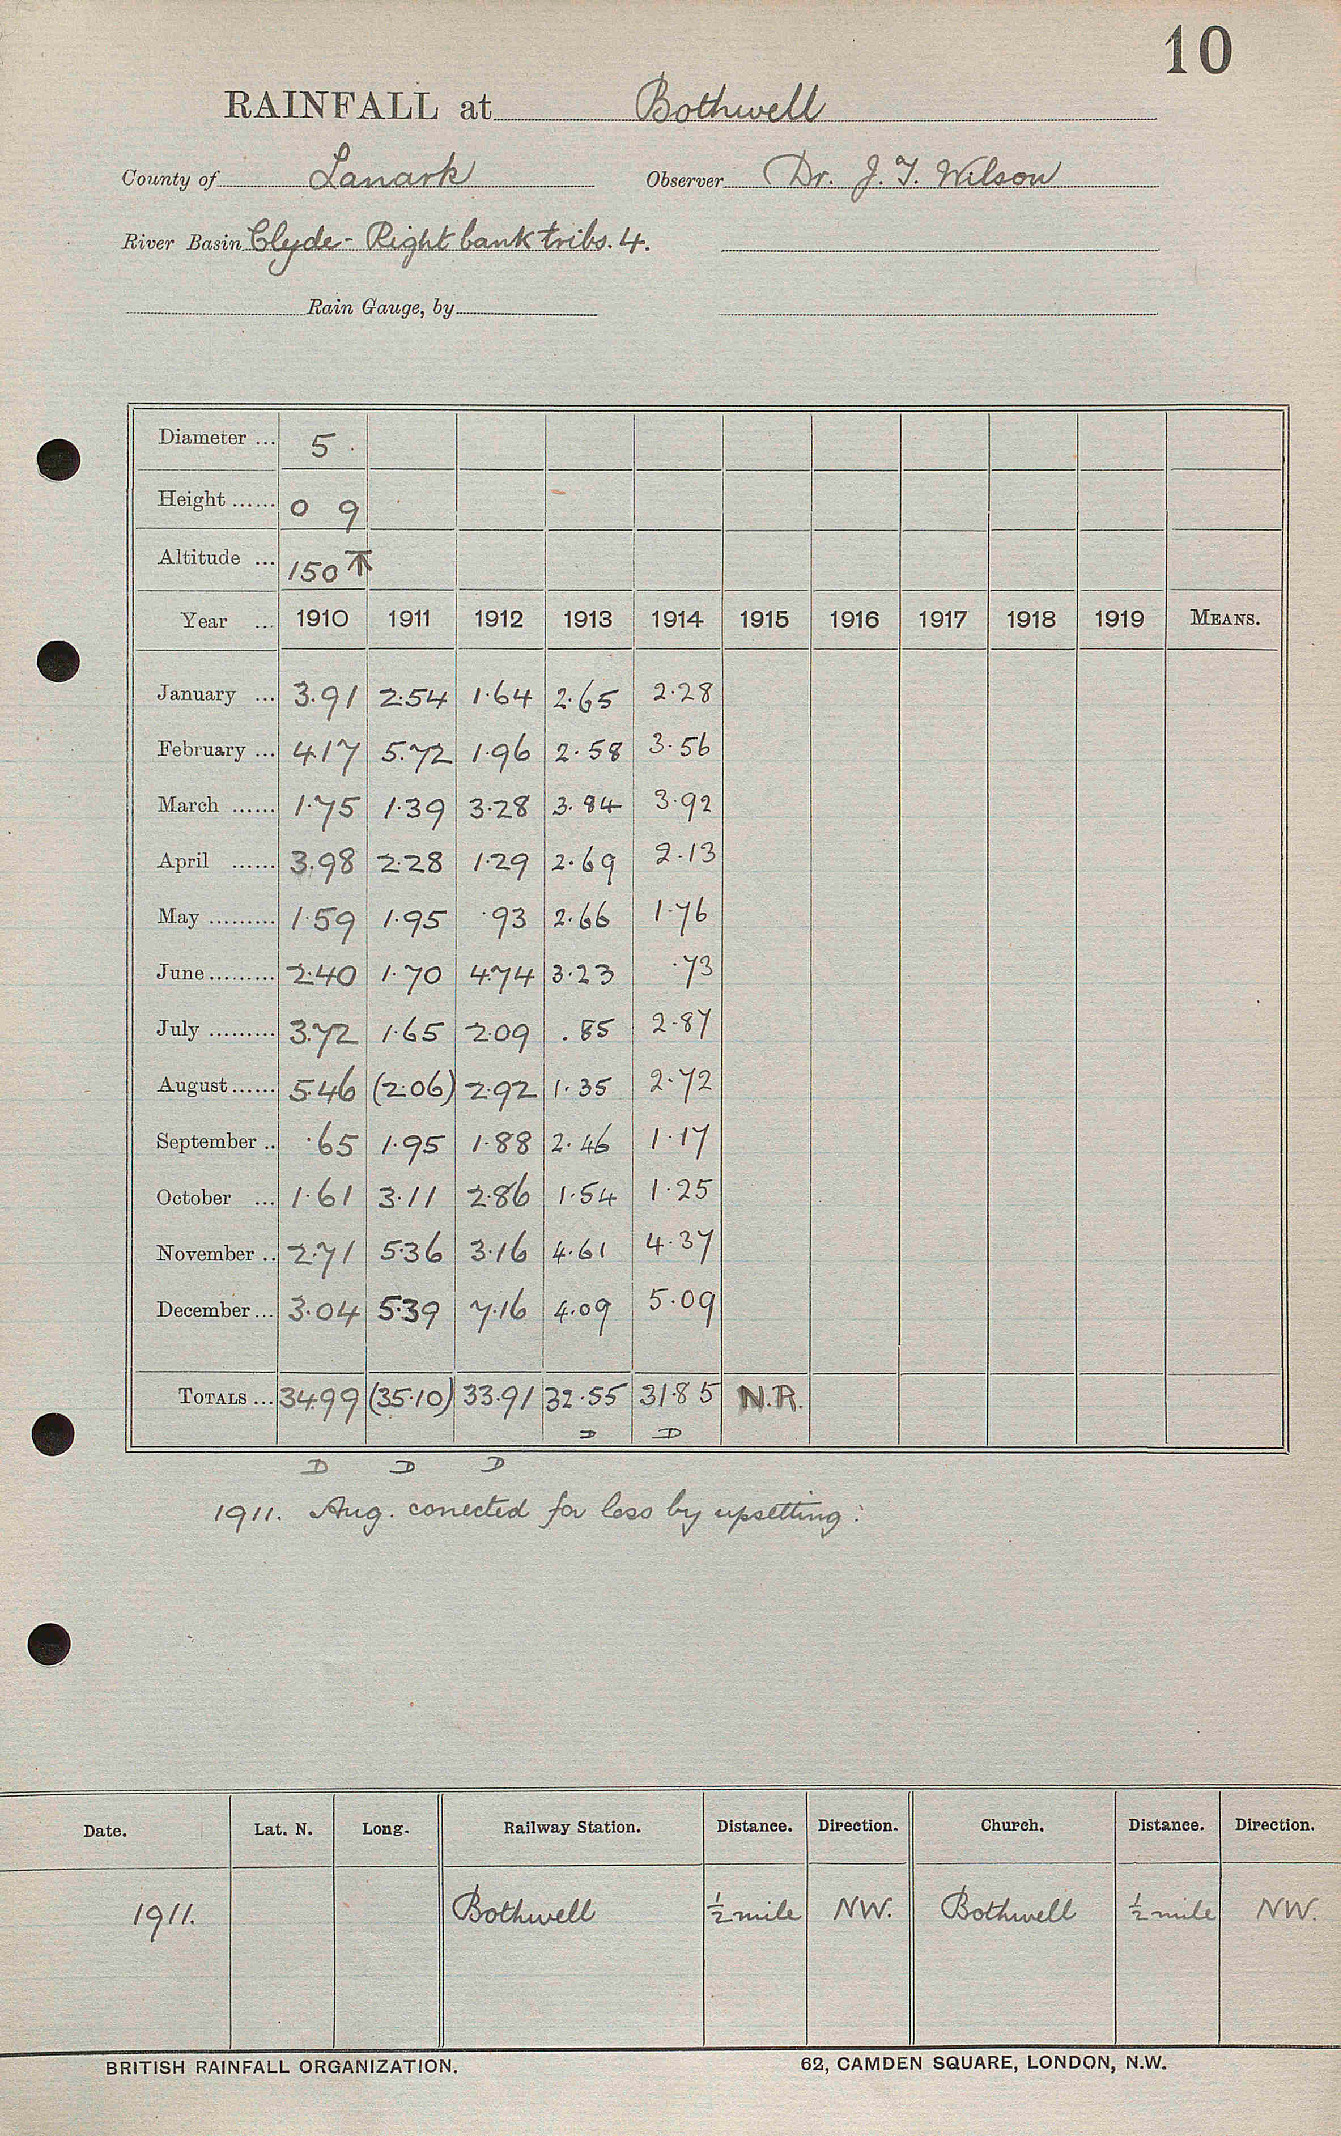 10
RAINFALL at Bothwell
County of Lanark Observer Dr. J. T. Wilson
River Basin Clyde - Right bank tribs. 4.
Rain Gauge, by
Diameter ... 5
Height ...... 0 9
Altitude ... 150 T
Year ... 1910 1911 1912 1913 1914 1915 1916 1917 1918 1919 MEANS.
January ... 3.91 2.54 1.64 2.65 2.28
February ... 4.17 5.72 1.96 2.58 3.56
March ...... 1.75 1.39 3.28 3.84 3.92
April ...... 3.98 2.28 1.29 2.69 2.13
May ......... 1.59 1.95 .93 2.66 1.76
June ......... 2.40 1.70 4.74 3.23 .73
July ......... 3.72 1.65 2.09 .85 2.87
August ...... 5.46 (2.06) 2.92 1.35 2.72
September .. .65 1.95 1.88 2.46 1.17
October ... 1.61 3.11 2.86 1.54 1.25
November .. 2.71 5.36 3.16 4.61 4.37
December ... 3.04 5.39 7.16 4.09 5.09
TOTALS ... 34.99 (35.10) 33.91 32.55 31.85 N.R.
D D
D D D
1911. Aug. corrected for loss by upsetting.
Date. Lat. N. Long. Railway Station. Distance. Direction. Church. Distance. Direction.
1911. Bothwell ½ mile NW. Bothwell ½ mile NW.
BRITISH RAINFALL ORGANIZATION. 62, CAMDEN SQUARE, LONDON, N.W.